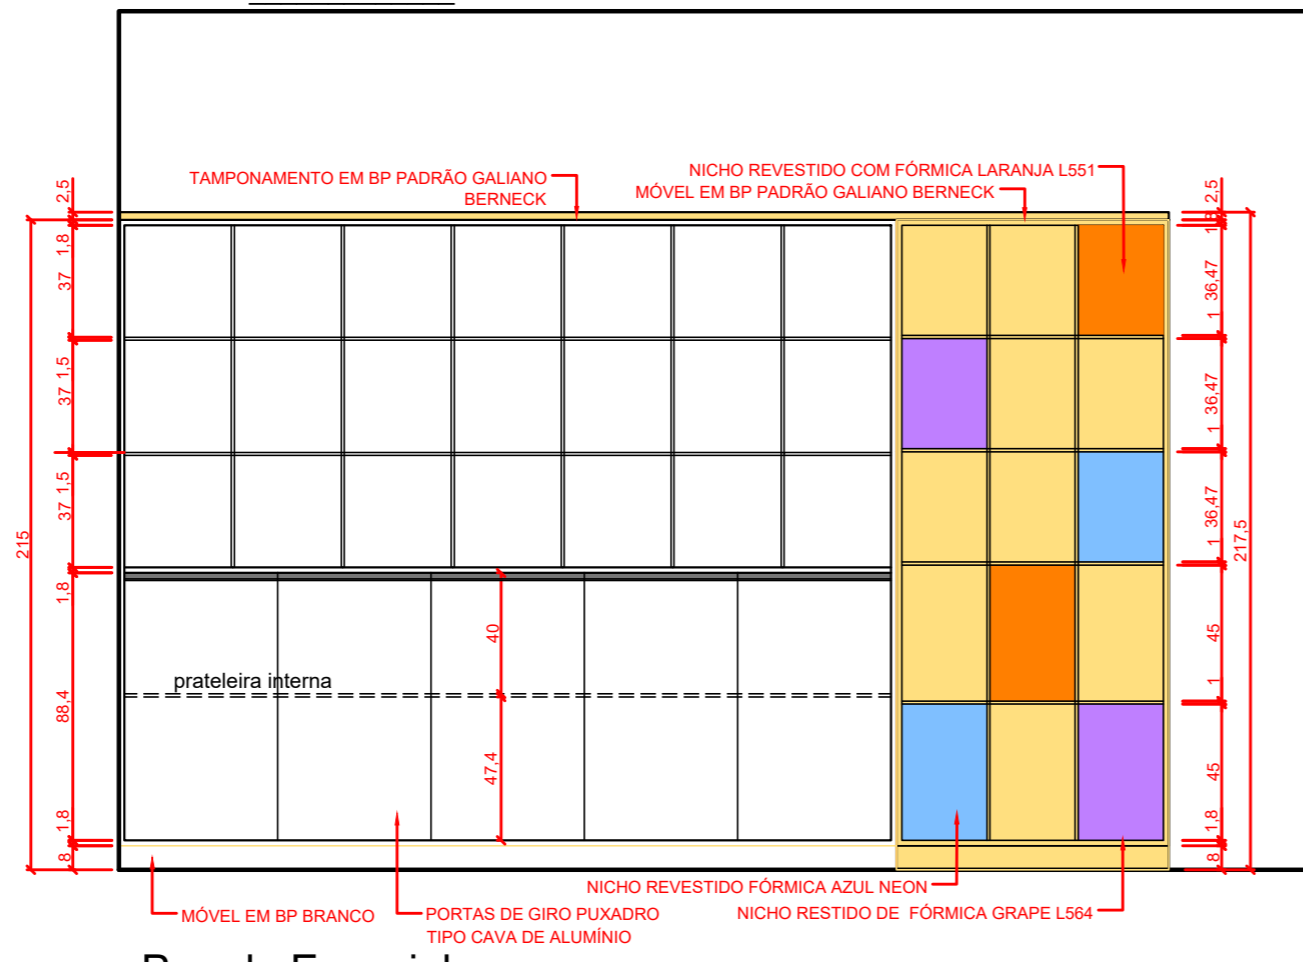 TAMPONAMENTO EM BP PADRÃO GALIANO
BERNECK
NICHO REVESTIDO COM FÓRMICA LARANJA L551
MÓVEL EM BP PADRÃO GALIANO BERNECK
2,5
1,8
37
1,5
37
1,5
37
1,8
88,4
1,8
8
215
prateleira interna
40
47,4
2,5
36,47
1
36,47
1
36,47
1
45
1
45
1,8
8
217,5
NICHO REVESTIDO FÓRMICA AZUL NEON
MÓVEL EM BP BRANCO
PORTAS DE GIRO PUXADRO
TIPO CAVA DE ALUMÍNIO
NICHO RESTIDO DE FÓRMICA GRAPE L564